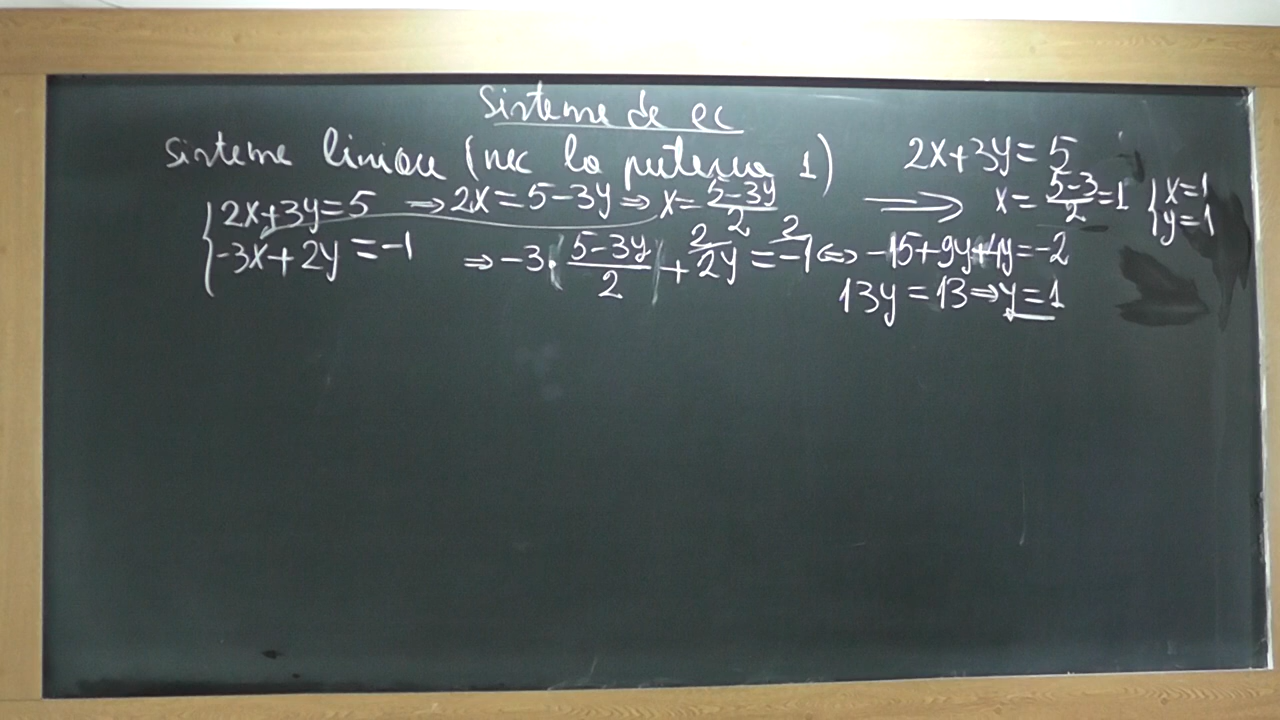 Sisteme de ec
Sisteme liniare (nec la puterea 1)
2x+3y=5
{2x+3y=5 ⇒ 2x=5-3y ⇒ x=(5-3y)/2 ⟹ x=(5-3)/2=1 {x=1
y=1
-3x+2y=-1 ⇒ -3·(5-3y)/2 + ²⁾2y = ²⁾-1 ⇔ -15+9y+4y=-2
13y=13 ⇒ y=1